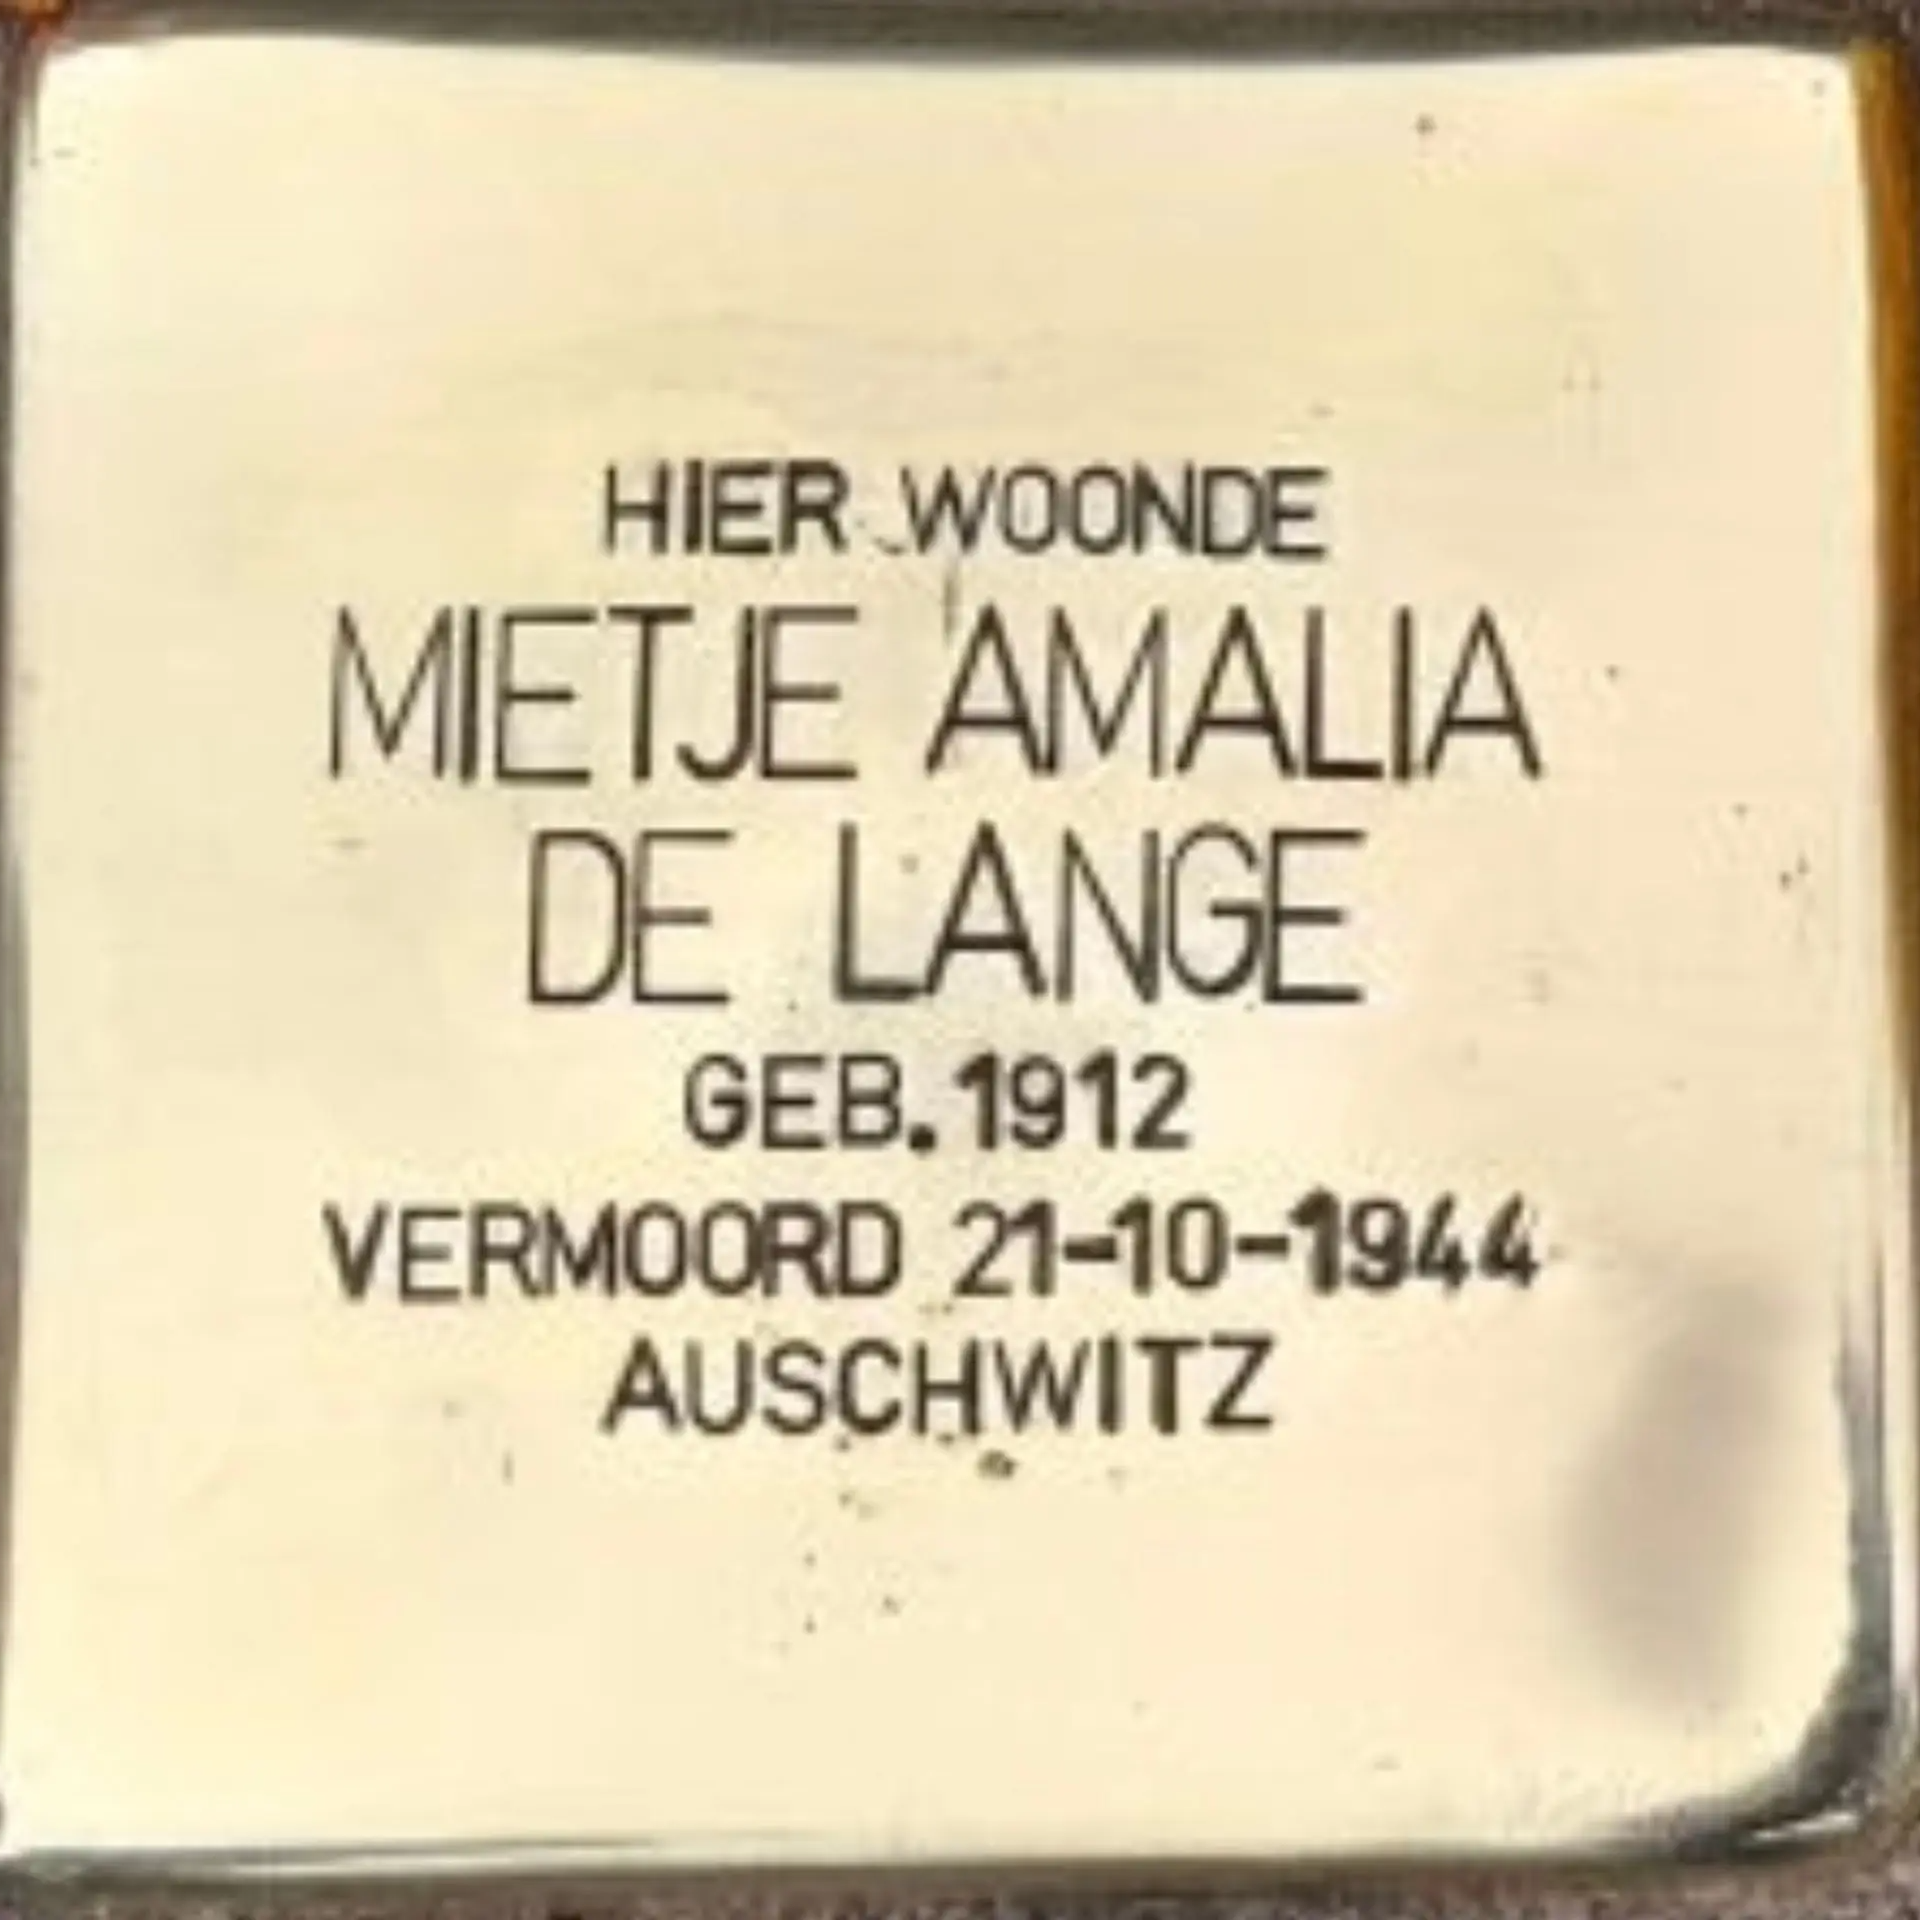 HIER WOONDE
MIETJE AMALIA
DE LANGE
GEB. 1912
VERMOORD 21-10-1944
AUSCHWITZ